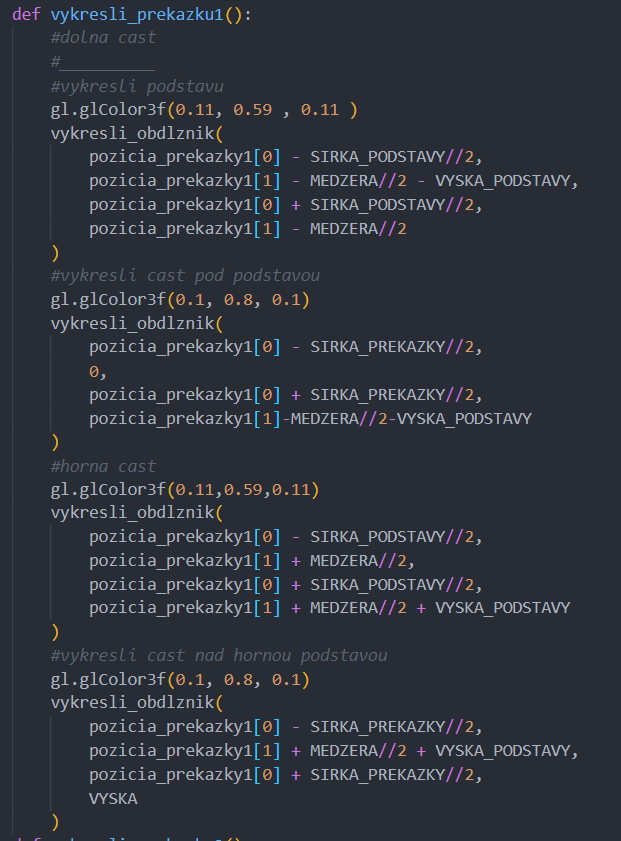 def vykresli_prekazku1():
    #dolna cast
    #__________
    #vykresli podstavu
    gl.glColor3f(0.11, 0.59 , 0.11 )
    vykresli_obdlznik(
        pozicia_prekazky1[0] - SIRKA_PODSTAVY//2,
        pozicia_prekazky1[1] - MEDZERA//2 - VYSKA_PODSTAVY,
        pozicia_prekazky1[0] + SIRKA_PODSTAVY//2,
        pozicia_prekazky1[1] - MEDZERA//2
    )
    #vykresli cast pod podstavou
    gl.glColor3f(0.1, 0.8, 0.1)
    vykresli_obdlznik(
        pozicia_prekazky1[0] - SIRKA_PREKAZKY//2,
        0,
        pozicia_prekazky1[0] + SIRKA_PREKAZKY//2,
        pozicia_prekazky1[1]-MEDZERA//2-VYSKA_PODSTAVY
    )
    #horna cast
    gl.glColor3f(0.11,0.59,0.11)
    vykresli_obdlznik(
        pozicia_prekazky1[0] - SIRKA_PODSTAVY//2,
        pozicia_prekazky1[1] + MEDZERA//2,
        pozicia_prekazky1[0] + SIRKA_PODSTAVY//2,
        pozicia_prekazky1[1] + MEDZERA//2 + VYSKA_PODSTAVY
    )
    #vykresli cast nad hornou podstavou
    gl.glColor3f(0.1, 0.8, 0.1)
    vykresli_obdlznik(
        pozicia_prekazky1[0] - SIRKA_PREKAZKY//2,
        pozicia_prekazky1[1] + MEDZERA//2 + VYSKA_PODSTAVY,
        pozicia_prekazky1[0] + SIRKA_PREKAZKY//2,
        VYSKA
    )